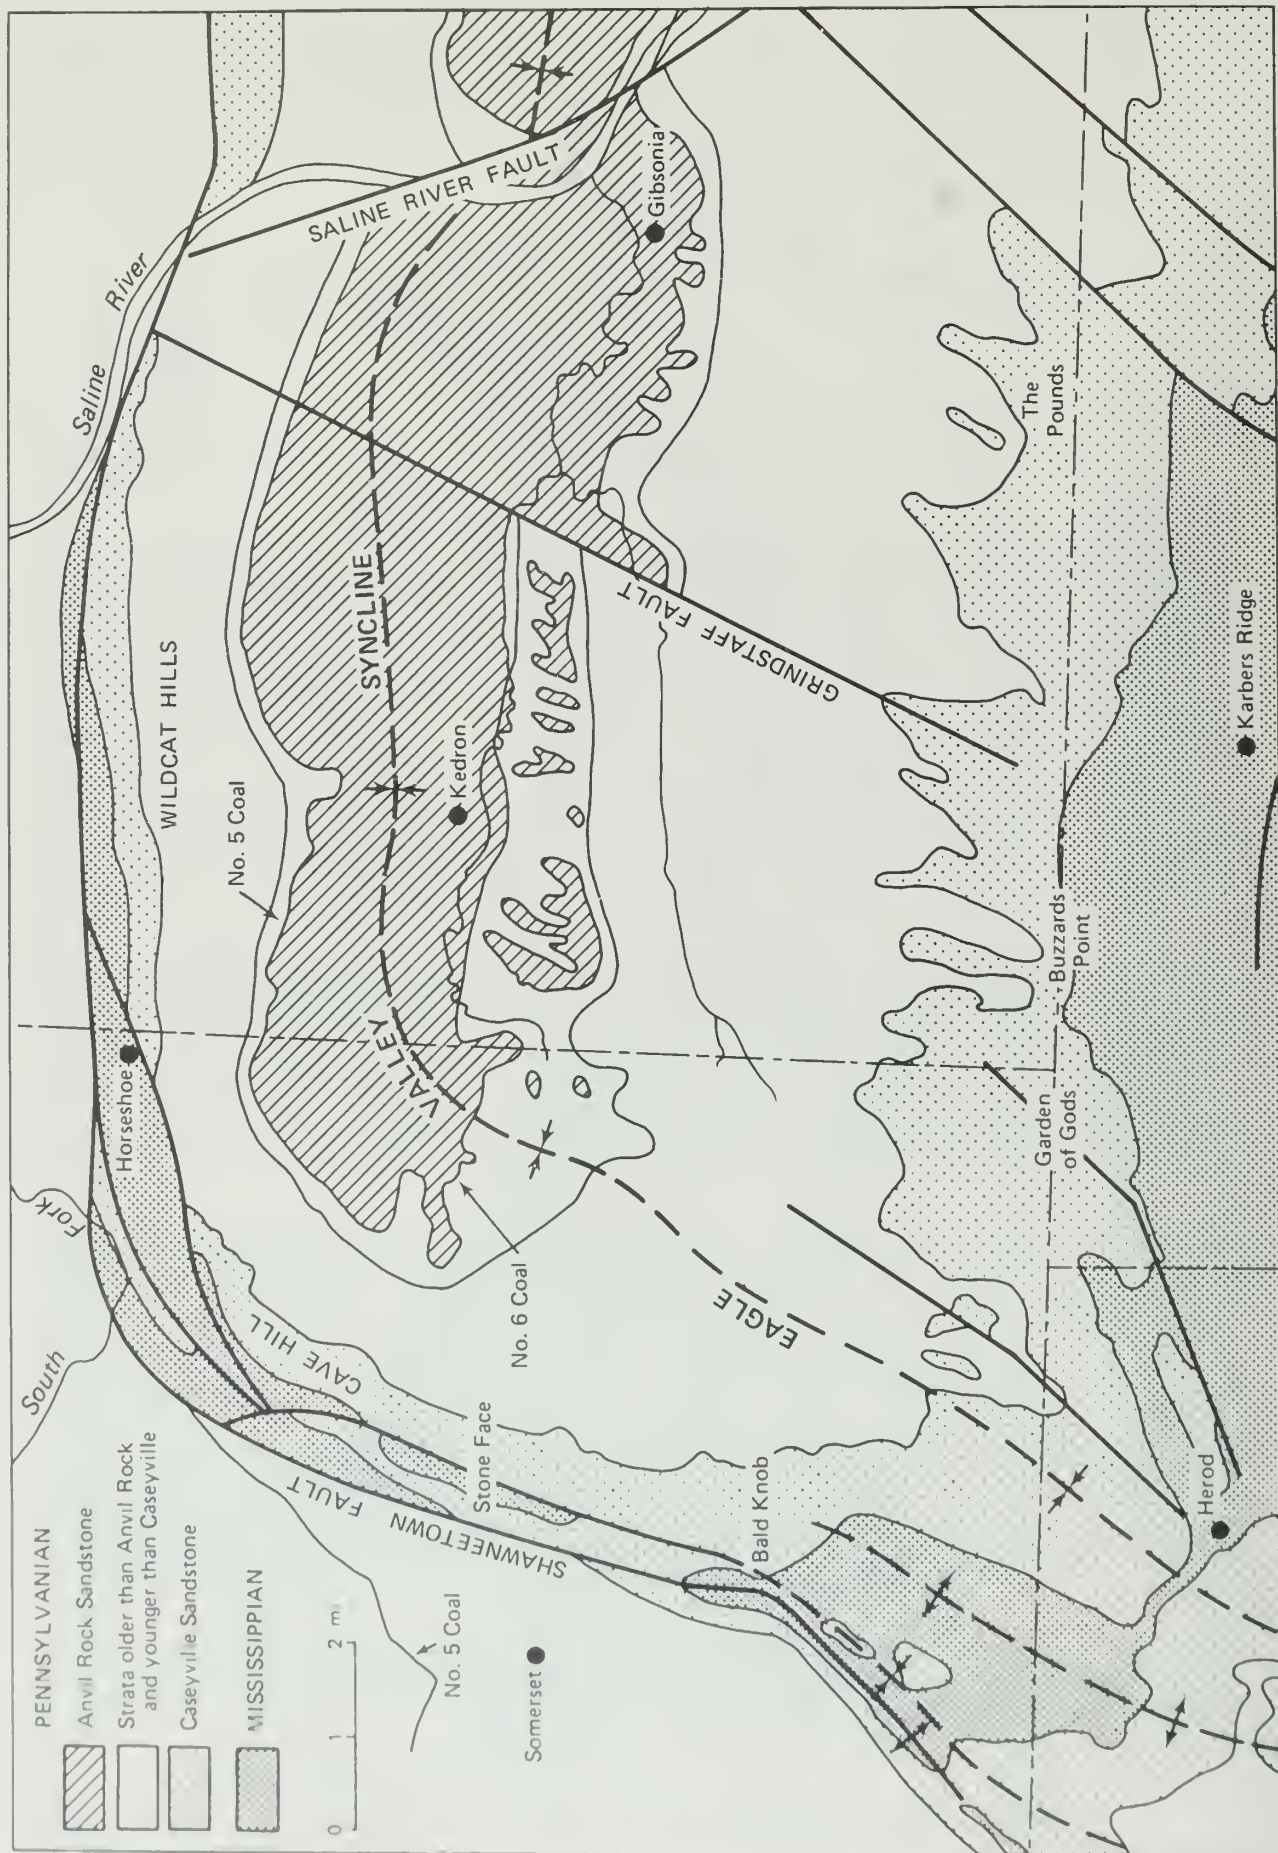 PENNSYLVANIAN
Anvil Rock Sandstone
Strata older than Anvil Rock
and younger than Caseyville
Caseyville Sandstone
MISSISSIPPIAN
0 1 2 mi
South
Fork
Saline
River
Horseshoe
WILDCAT HILLS
No. 5 Coal
CAVE HILL
SHAWNEETOWN
FAULT
Stone Face
No. 6 Coal
No. 5 Coal
Somerset
Bald Knob
EAGLE
VALLEY
SYNCLINE
Kedron
SALINE RIVER FAULT
Gibsonia
GRINDSTAFF FAULT
The
Pounds
Buzzards
Point
Garden
of Gods
Karbers Ridge
Herod